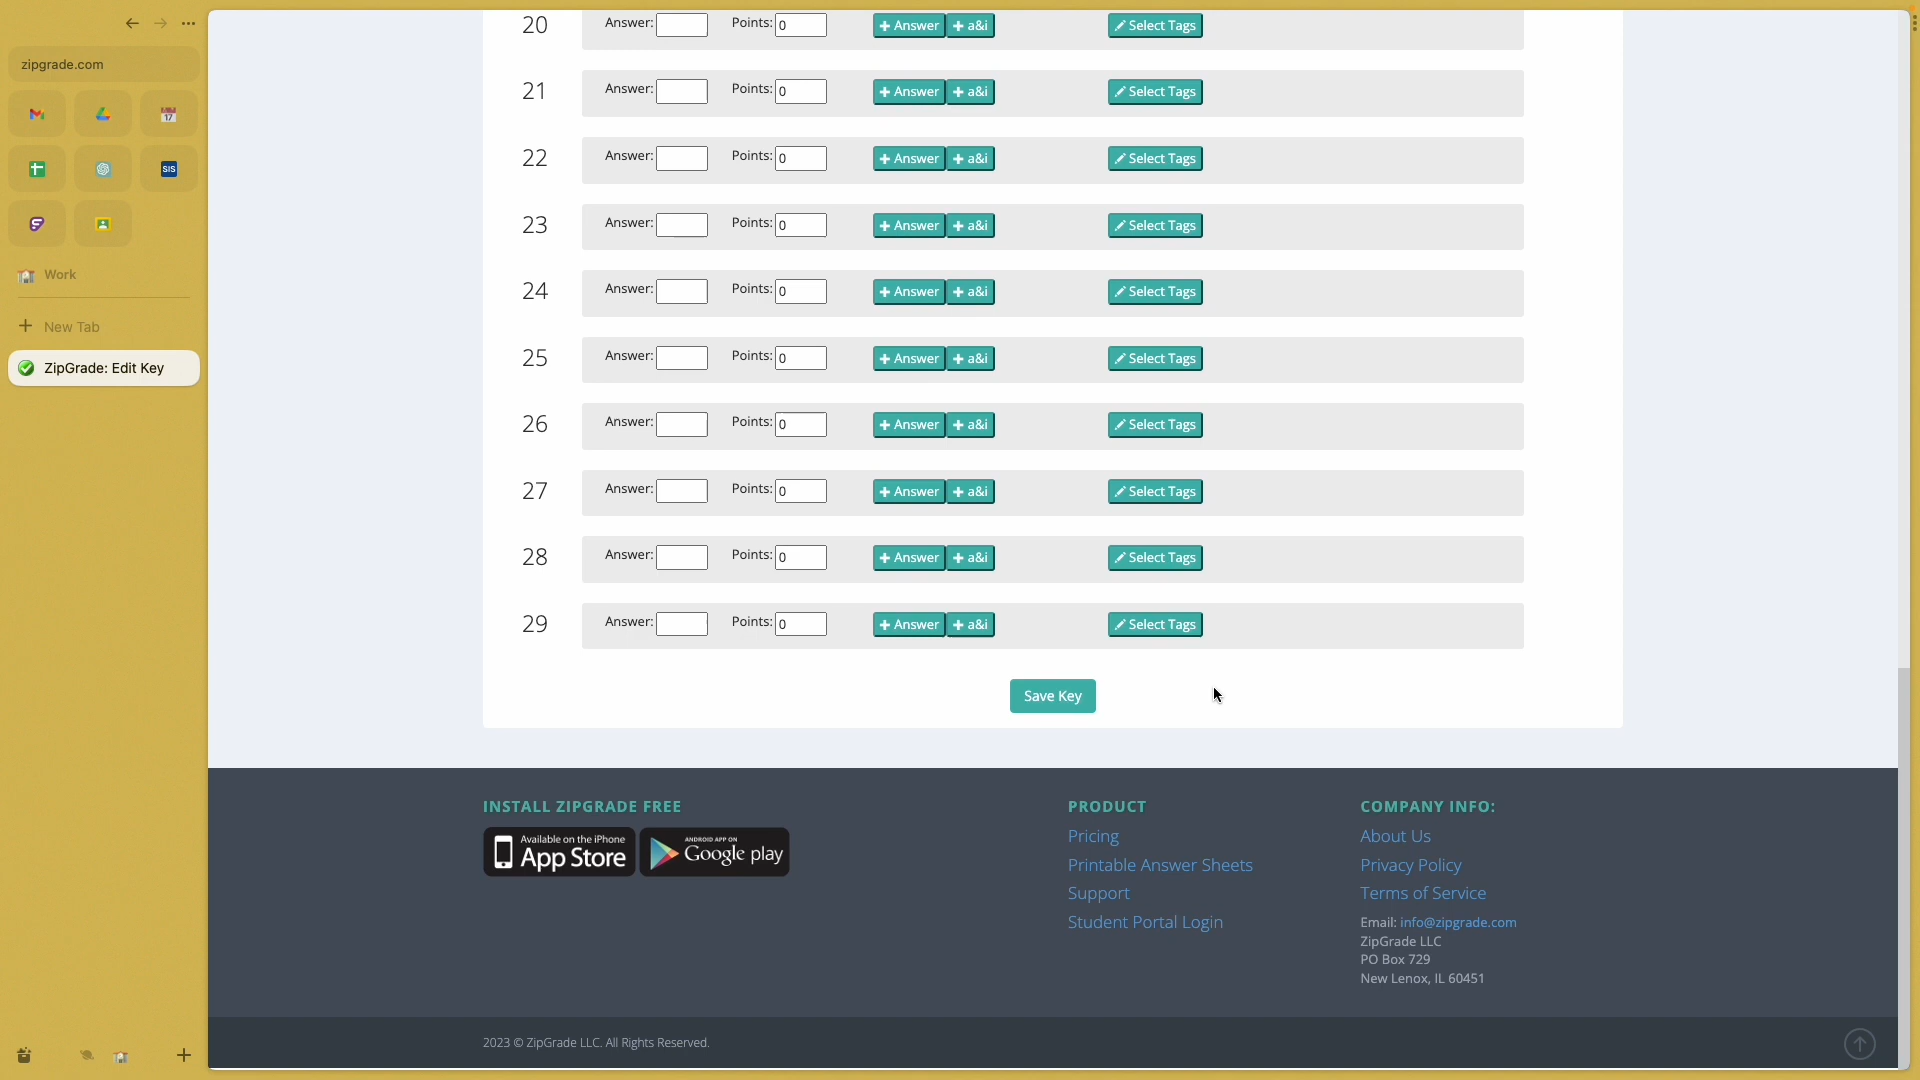 zipgrade.com
17
SIS
Work
New Tab
ZipGrade: Edit Key
20 Answer: Points: 0 Answer a&i Select Tags
21 Answer: Points: 0 Answer a&i Select Tags
22 Answer: Points: 0 Answer a&i Select Tags
23 Answer: Points: 0 Answer a&i Select Tags
24 Answer: Points: 0 Answer a&i Select Tags
25 Answer: Points: 0 Answer a&i Select Tags
26 Answer: Points: 0 Answer a&i Select Tags
27 Answer: Points: 0 Answer a&i Select Tags
28 Answer: Points: 0 Answer a&i Select Tags
29 Answer: Points: 0 Answer a&i Select Tags
Save Key
INSTALL ZIPGRADE FREE
Available on the iPhone
App Store
ANDROID APP ON
Google play
PRODUCT
Pricing
Printable Answer Sheets
Support
Student Portal Login
COMPANY INFO:
About Us
Privacy Policy
Terms of Service
Email: info@zipgrade.com
ZipGrade LLC
PO Box 729
New Lenox, IL 60451
2023 © ZipGrade LLC. All Rights Reserved.